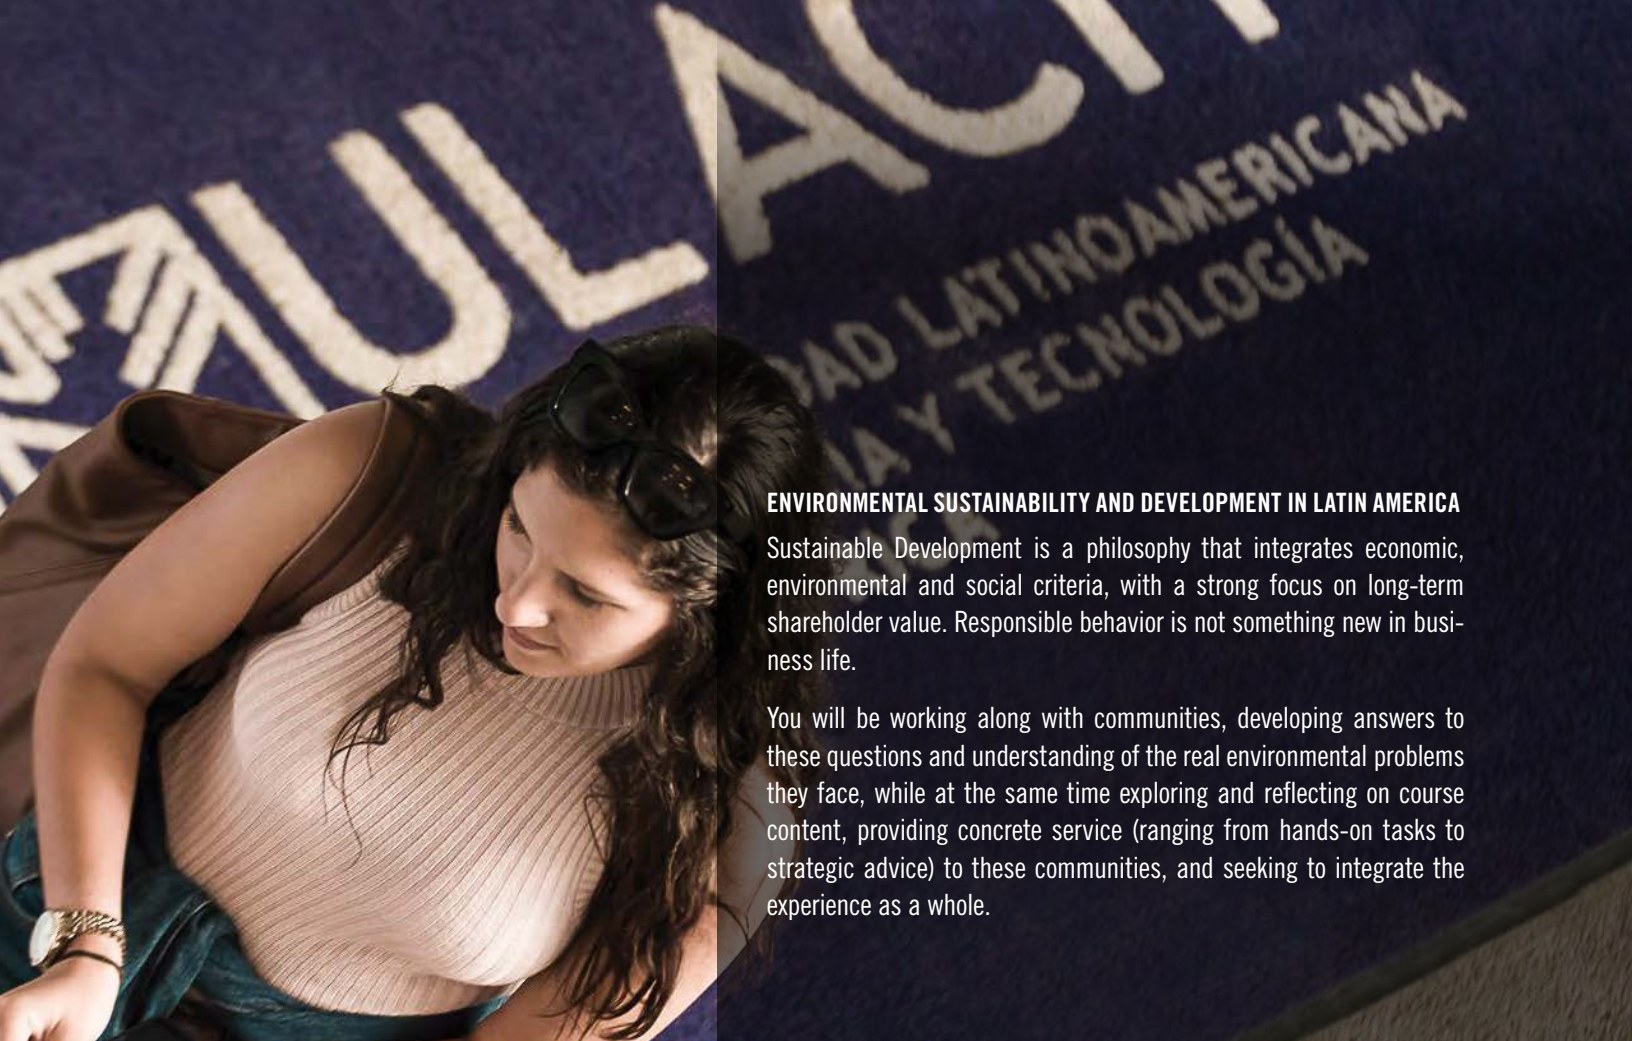 ULACIT
DAD LATINOAMERICANA
IA Y TECNOLOGÍA
ICA
ENVIRONMENTAL SUSTAINABILITY AND DEVELOPMENT IN LATIN AMERICA
Sustainable Development is a philosophy that integrates economic,
environmental and social criteria, with a strong focus on long-term
shareholder value. Responsible behavior is not something new in busi-
ness life.
You will be working along with communities, developing answers to
these questions and understanding of the real environmental problems
they face, while at the same time exploring and reflecting on course
content, providing concrete service (ranging from hands-on tasks to
strategic advice) to these communities, and seeking to integrate the
experience as a whole.